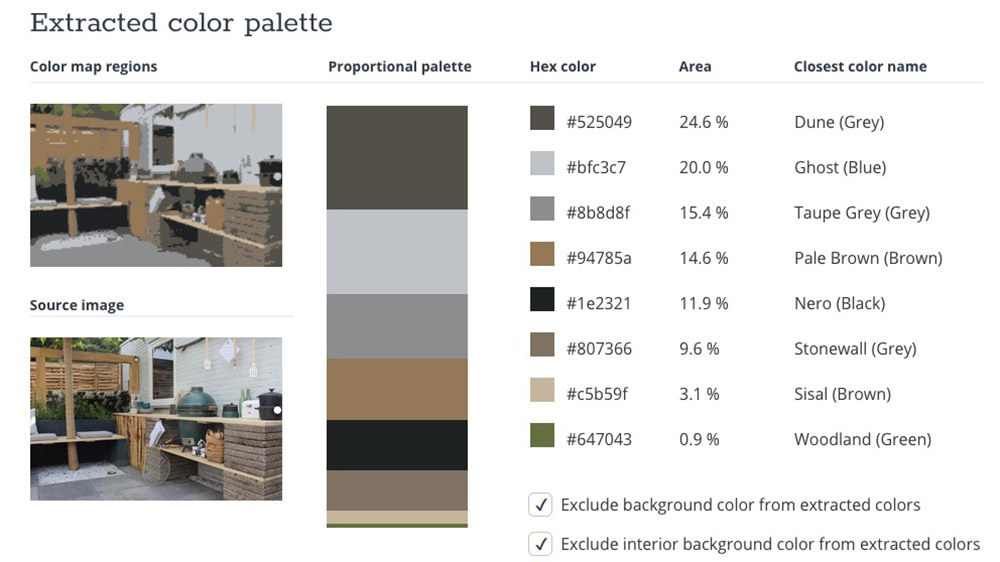 Extracted color palette
Color map regions Proportional palette Hex color Area Closest color name
#525049 24.6 % Dune (Grey)
#bfc3c7 20.0 % Ghost (Blue)
#8b8d8f 15.4 % Taupe Grey (Grey)
#94785a 14.6 % Pale Brown (Brown)
Source image
#1e2321 11.9 % Nero (Black)
#807366 9.6 % Stonewall (Grey)
#c5b59f 3.1 % Sisal (Brown)
#647043 0.9 % Woodland (Green)
Exclude background color from extracted colors
Exclude interior background color from extracted colors